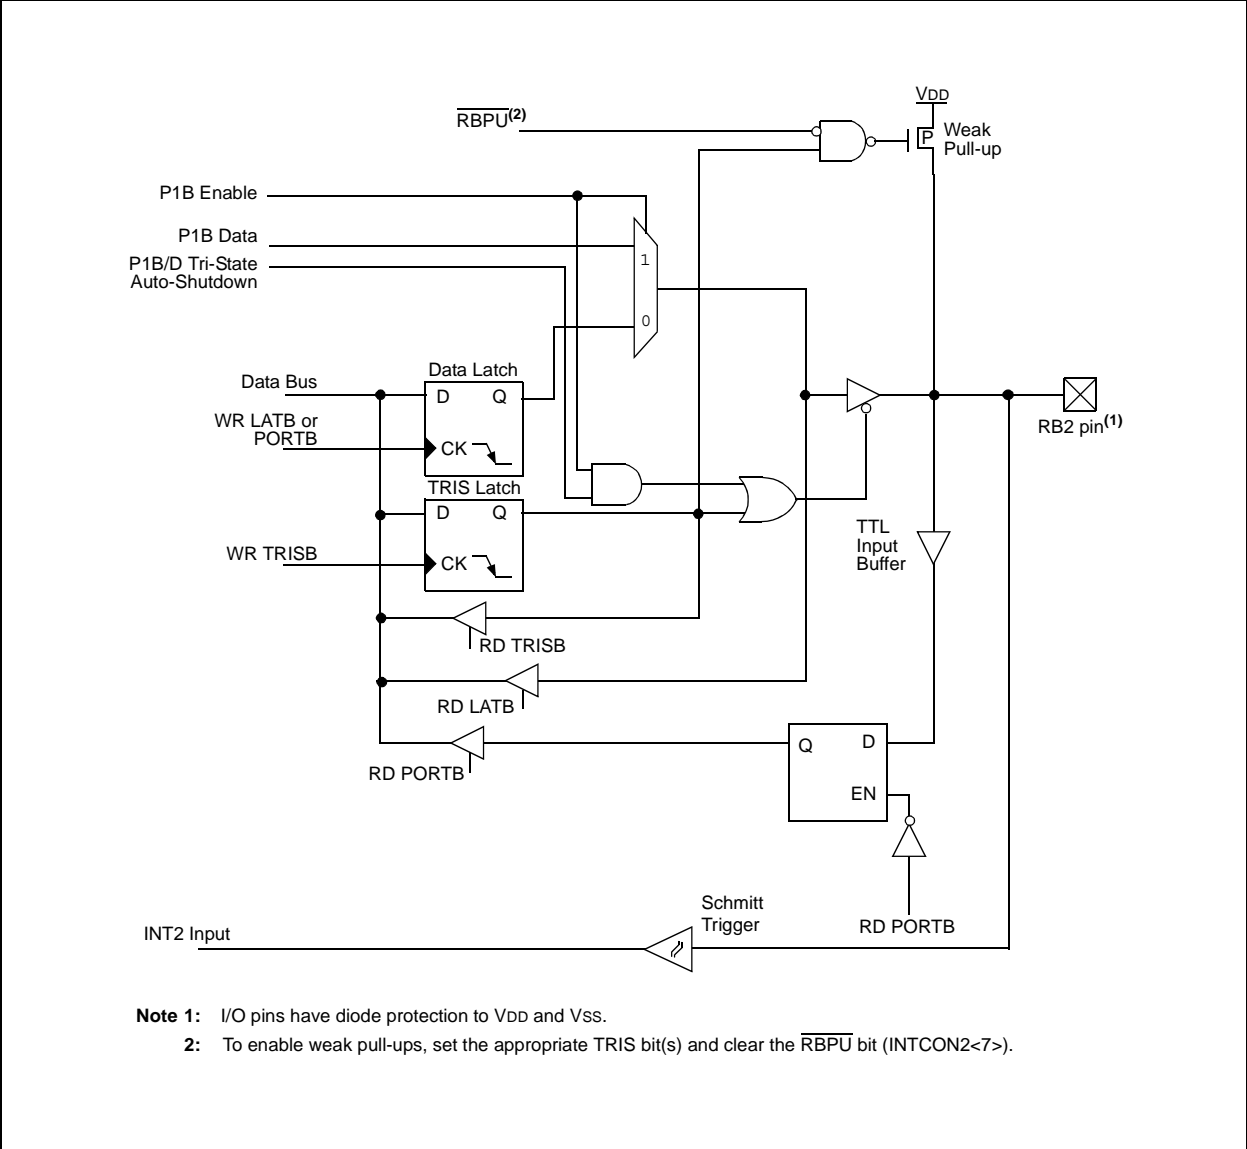 VDD
RBPU(2)
Weak
Pull-up
P
P1B Enable
P1B Data
P1B/D Tri-State
Auto-Shutdown
1
0
Data Latch
Data Bus
D Q
WR LATB or
PORTB
CK
RB2 pin(1)
TRIS Latch
D Q
TTL
Input
Buffer
WR TRISB
CK
RD TRISB
RD LATB
Q D
RD PORTB
EN
Schmitt
Trigger
RD PORTB
INT2 Input
Note 1: I/O pins have diode protection to VDD and VSS.
2: To enable weak pull-ups, set the appropriate TRIS bit(s) and clear the RBPU bit (INTCON2<7>).